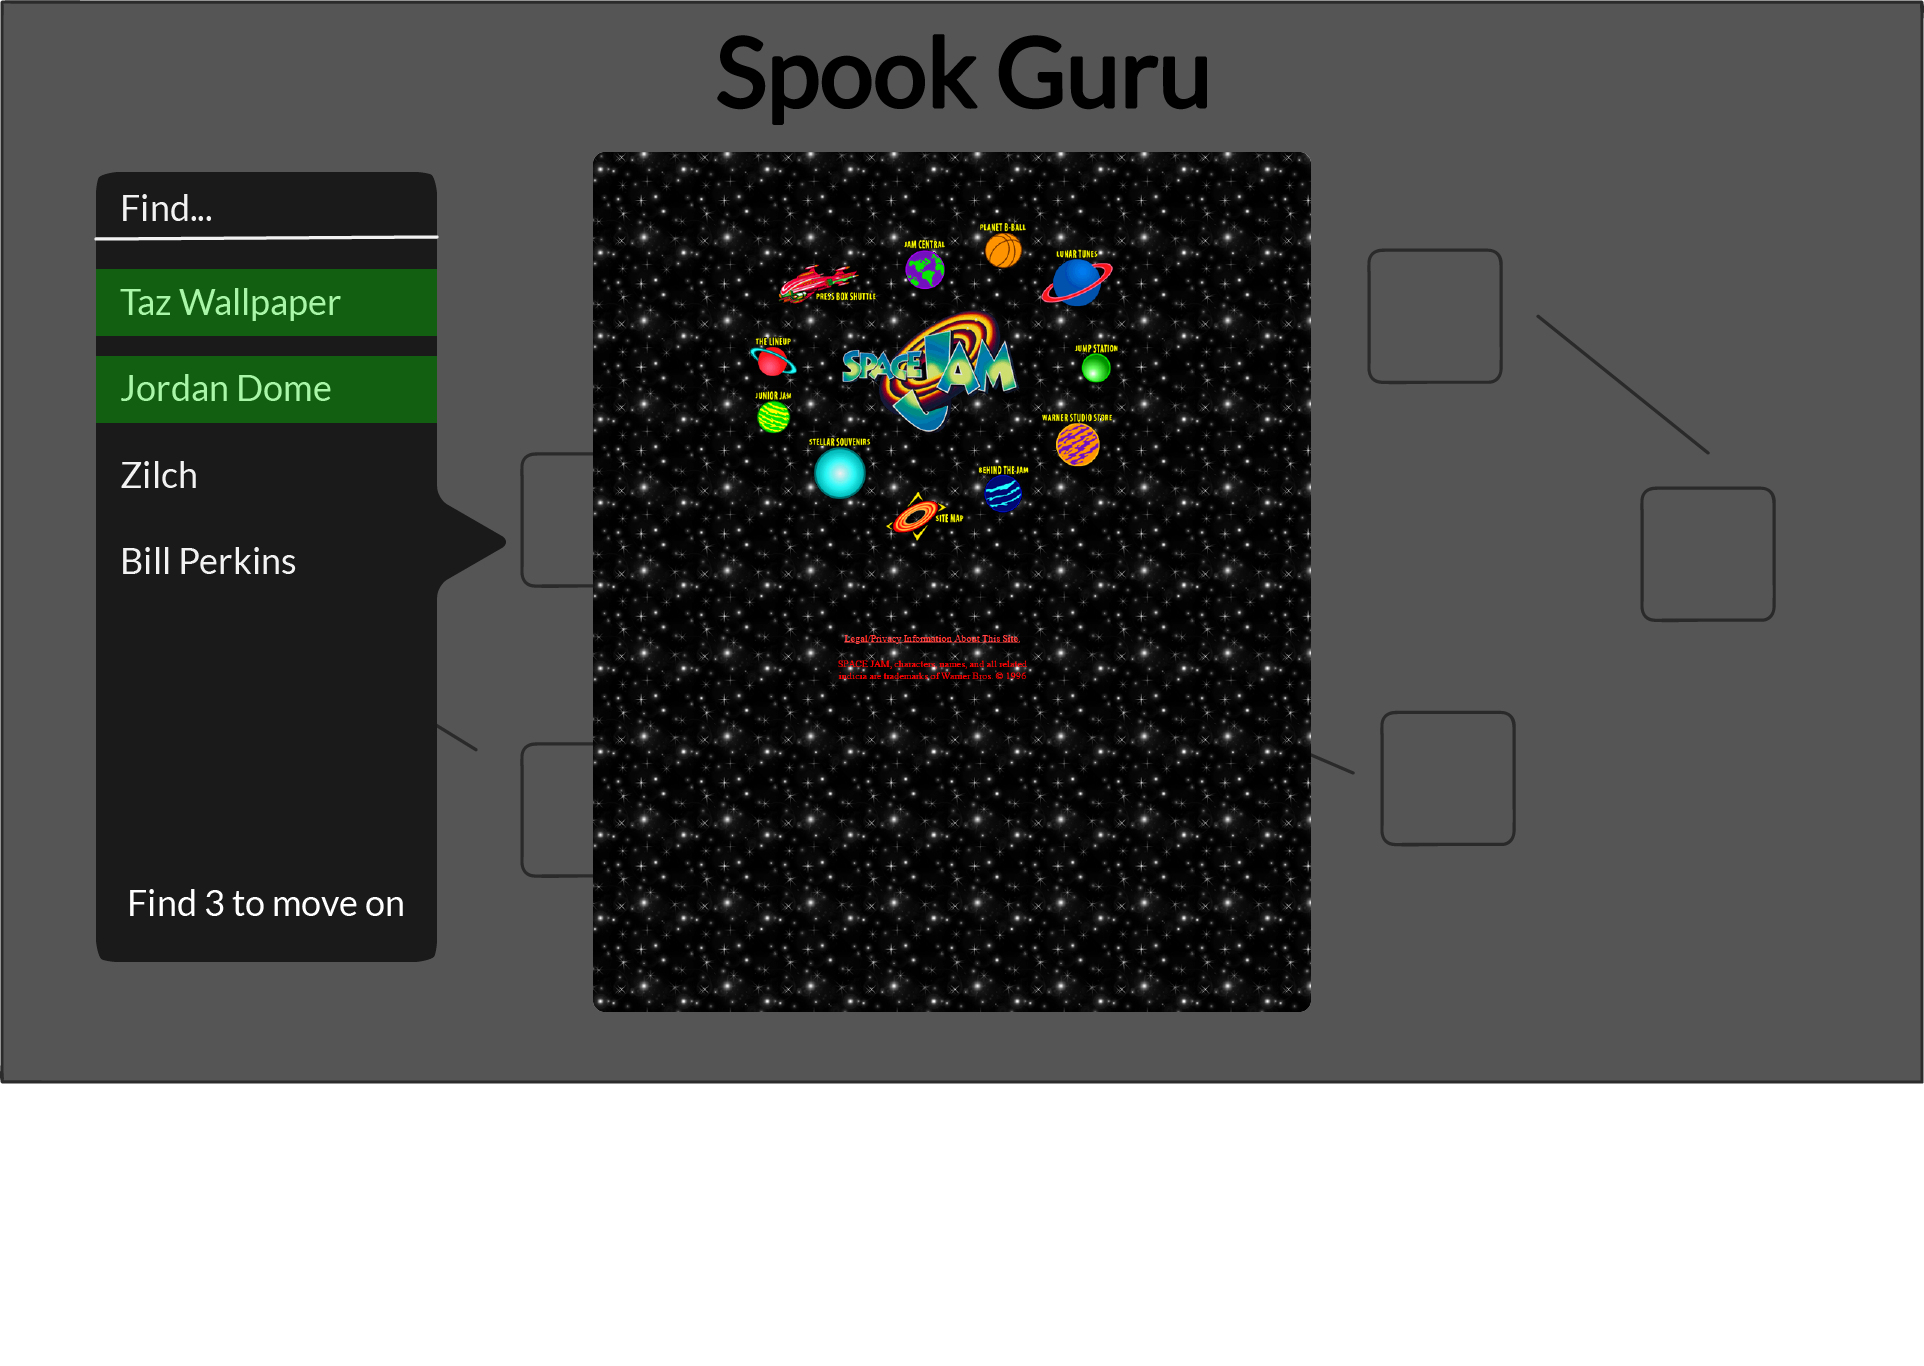 Spook Guru
Find...
Taz Wallpaper
Jordan Dome
Zilch
Bill Perkins
Find 3 to move on
PLANET B-BALL
JAM CENTRAL
LUNAR TUNES
PRESS BOX SHUTTLE
THE LINEUP
SPACE JAM
JUMP STATION
JUNIOR JAM
WARNER STUDIO STORE
STELLAR SOUVENIRS
BEHIND THE JAM
SITE MAP
Legal/Privacy Information About This Site.
SPACE JAM, characters, names, and all related
indicia are trademarks of Warner Bros. © 1996